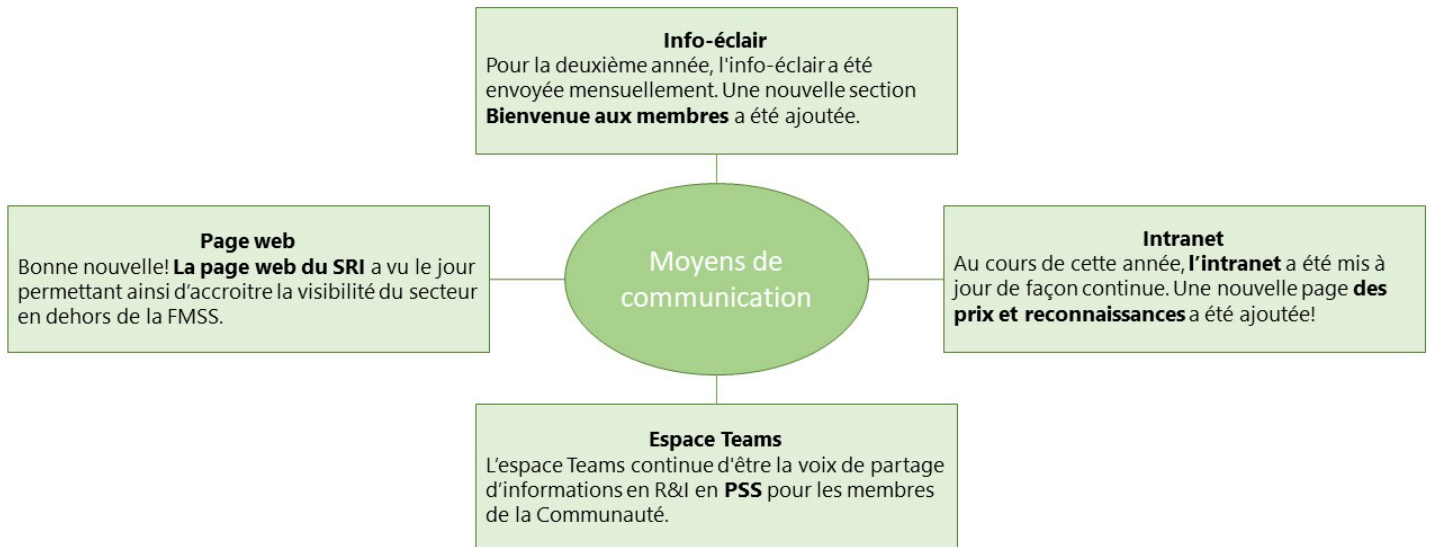 Info-éclair
Pour la deuxième année, l'info-éclair a été
envoyée mensuellement. Une nouvelle section
Bienvenue aux membres a été ajoutée.
Page web
Bonne nouvelle! La page web du SRI a vu le jour
permettant ainsi d’accroitre la visibilité du secteur
en dehors de la FMSS.
Moyens de
communication
Intranet
Au cours de cette année, l’intranet a été mis à
jour de façon continue. Une nouvelle page des
prix et reconnaissances a été ajoutée!
Espace Teams
L’espace Teams continue d'être la voix de partage
d’informations en R&I en PSS pour les membres
de la Communauté.